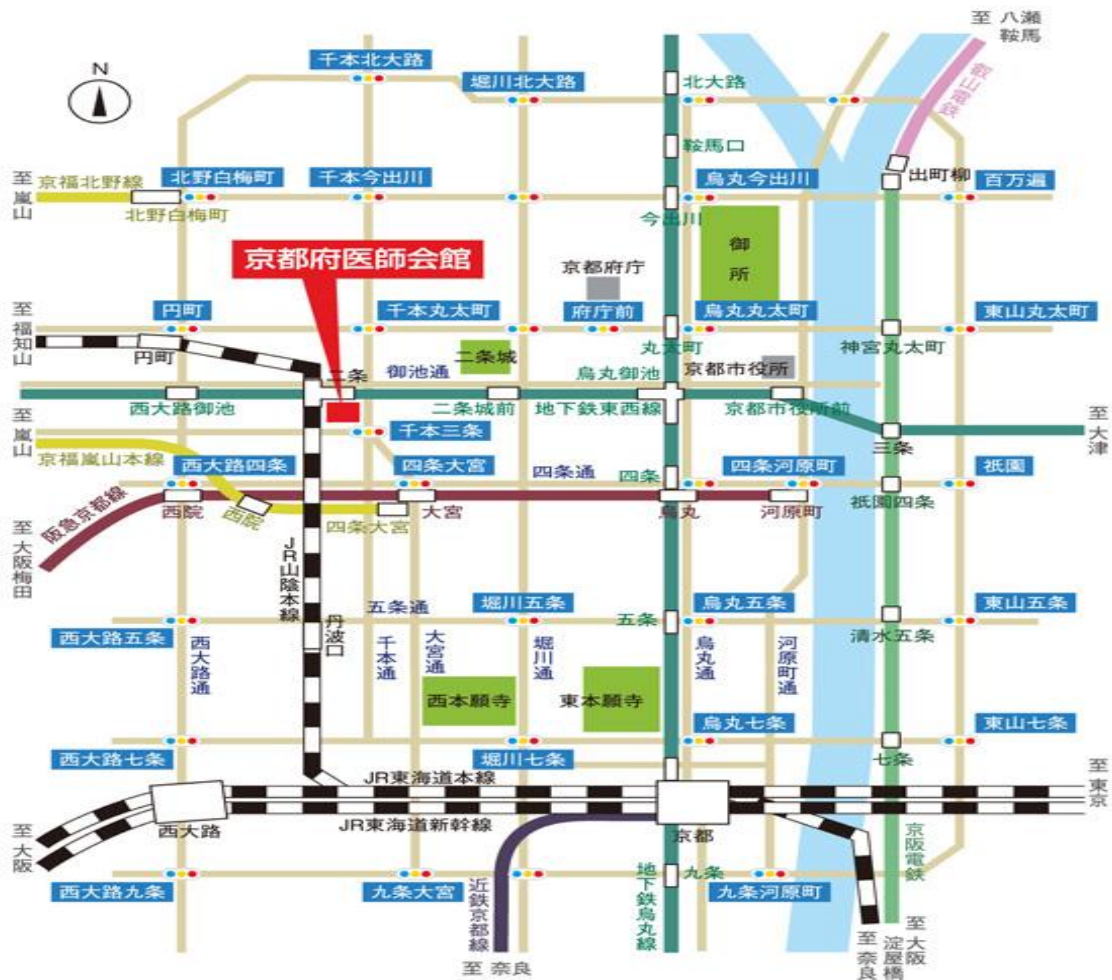 至 八瀬
鞍馬
叡山電鉄
N
千本北大路
堀川北大路
北大路
鞍馬口
出町柳
至 嵐山
京福北野線
北野白梅町
北野白梅町
千本今出川
烏丸今出川
今出川
百万遍
御所
京都府医師会館
京都府庁
至 福知山
円町
円町
千本丸太町
府庁前
烏丸丸太町
丸太町
東山丸太町
神宮丸太町
二条
御池通
二条城
烏丸御池
京都市役所
西大路御池
二条城前
地下鉄東西線
京都市役所前
至 嵐山
京福嵐山本線
千本三条
三条
至 大津
西大路四条
四条大宮
四条通
四条
四条河原町
祇園
阪急京都線
西院
西院
四条大宮
大宮
烏丸
河原町
祇園四条
至 大阪梅田
JR山陰本線
丹波口
五条通
堀川五条
五条
烏丸五条
東山五条
西大路五条
清水五条
西大路通
千本通
大宮通
堀川通
烏丸通
河原町通
西本願寺
東本願寺
西大路七条
堀川七条
烏丸七条
七条
東山七条
JR東海道本線
JR東海道新幹線
至 東京
西大路
京都
至 大阪
京阪電鉄
西大路九条
九条大宮
近鉄京都線
地下鉄烏丸線
九条
九条河原町
至 奈良
至 奈良
至 大阪淀屋橋